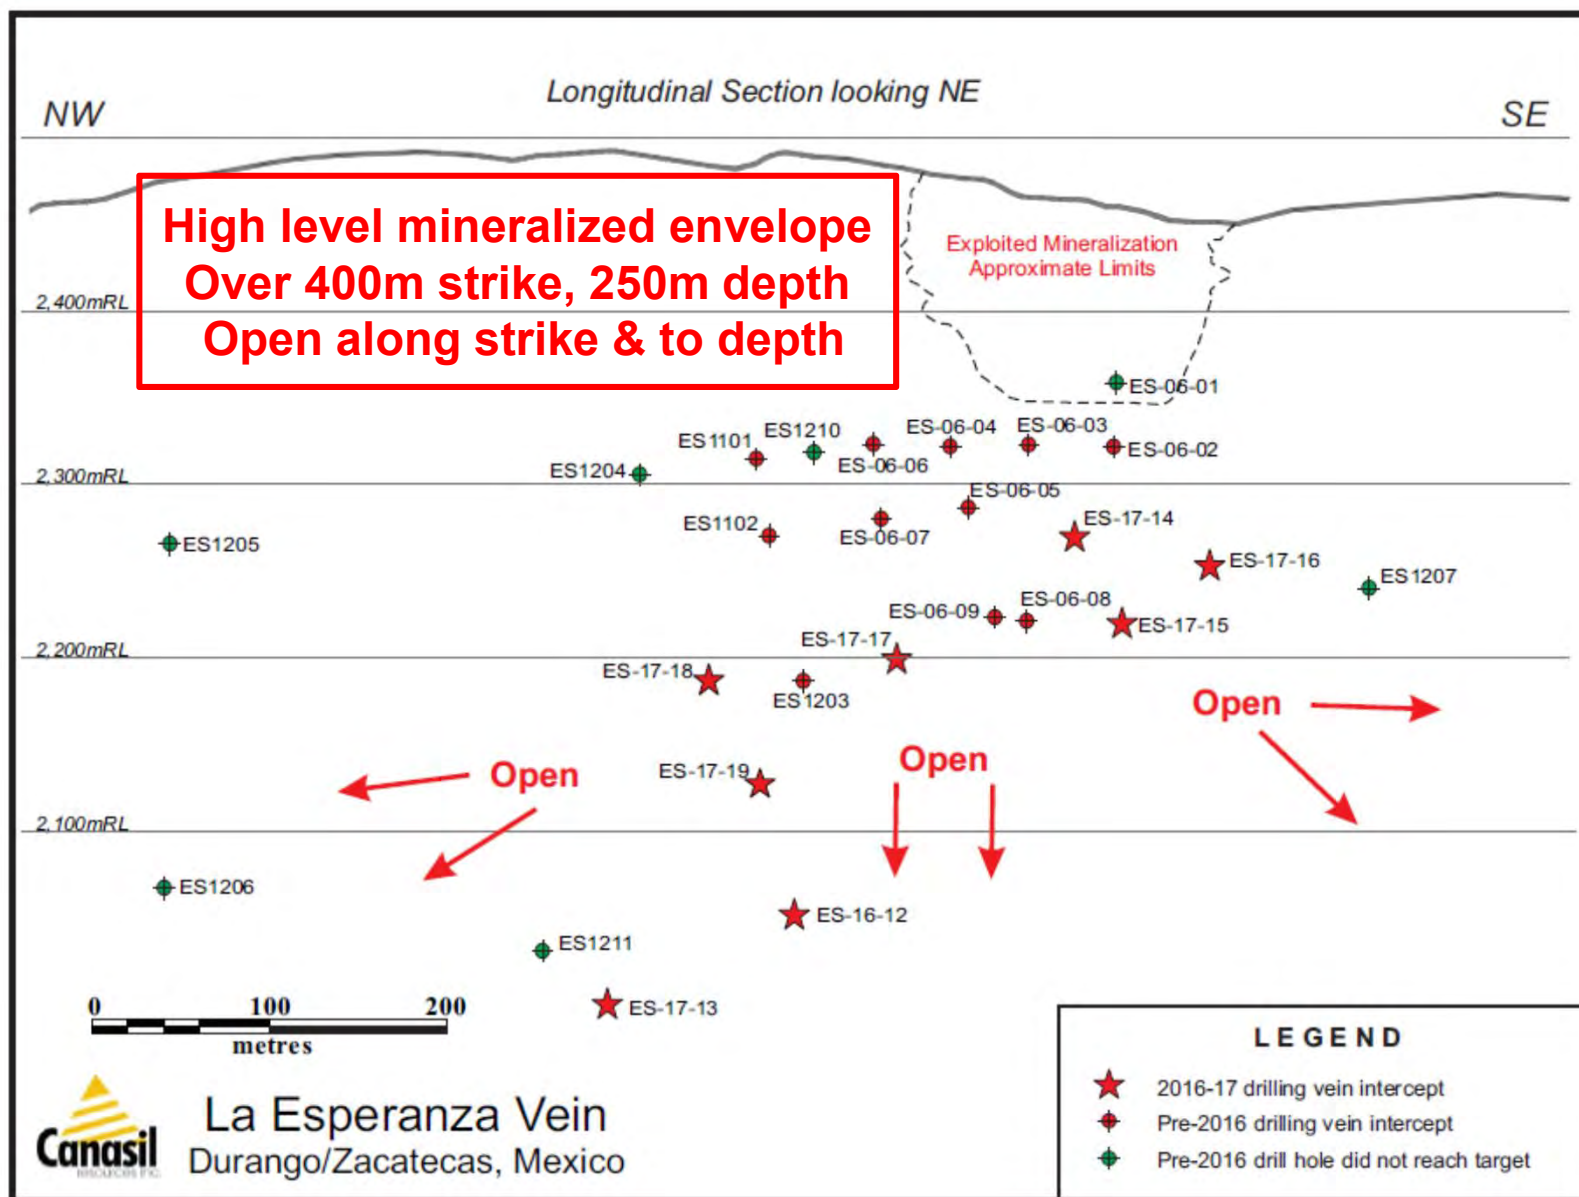 Longitudinal Section looking NE
NW
SE
High level mineralized envelope
Over 400m strike, 250m depth
Open along strike & to depth
Exploited Mineralization
Approximate Limits
2,400mRL
ES-06-01
ES1101
ES1210
ES-06-04
ES-06-03
ES-06-02
ES1204
ES-06-06
2,300mRL
ES-06-05
ES1102
ES-06-07
ES-17-14
ES1205
ES-17-16
ES1207
ES-06-09
ES-06-08
ES-17-15
ES-17-17
2,200mRL
ES-17-18
ES1203
Open
Open
Open
ES-17-19
2,100mRL
ES1206
ES-16-12
ES1211
ES-17-13
0 100 200
metres
LEGEND
2016-17 drilling vein intercept
Pre-2016 drilling vein intercept
Pre-2016 drill hole did not reach target
Canasil
RESOURCES INC.
La Esperanza Vein
Durango/Zacatecas, Mexico